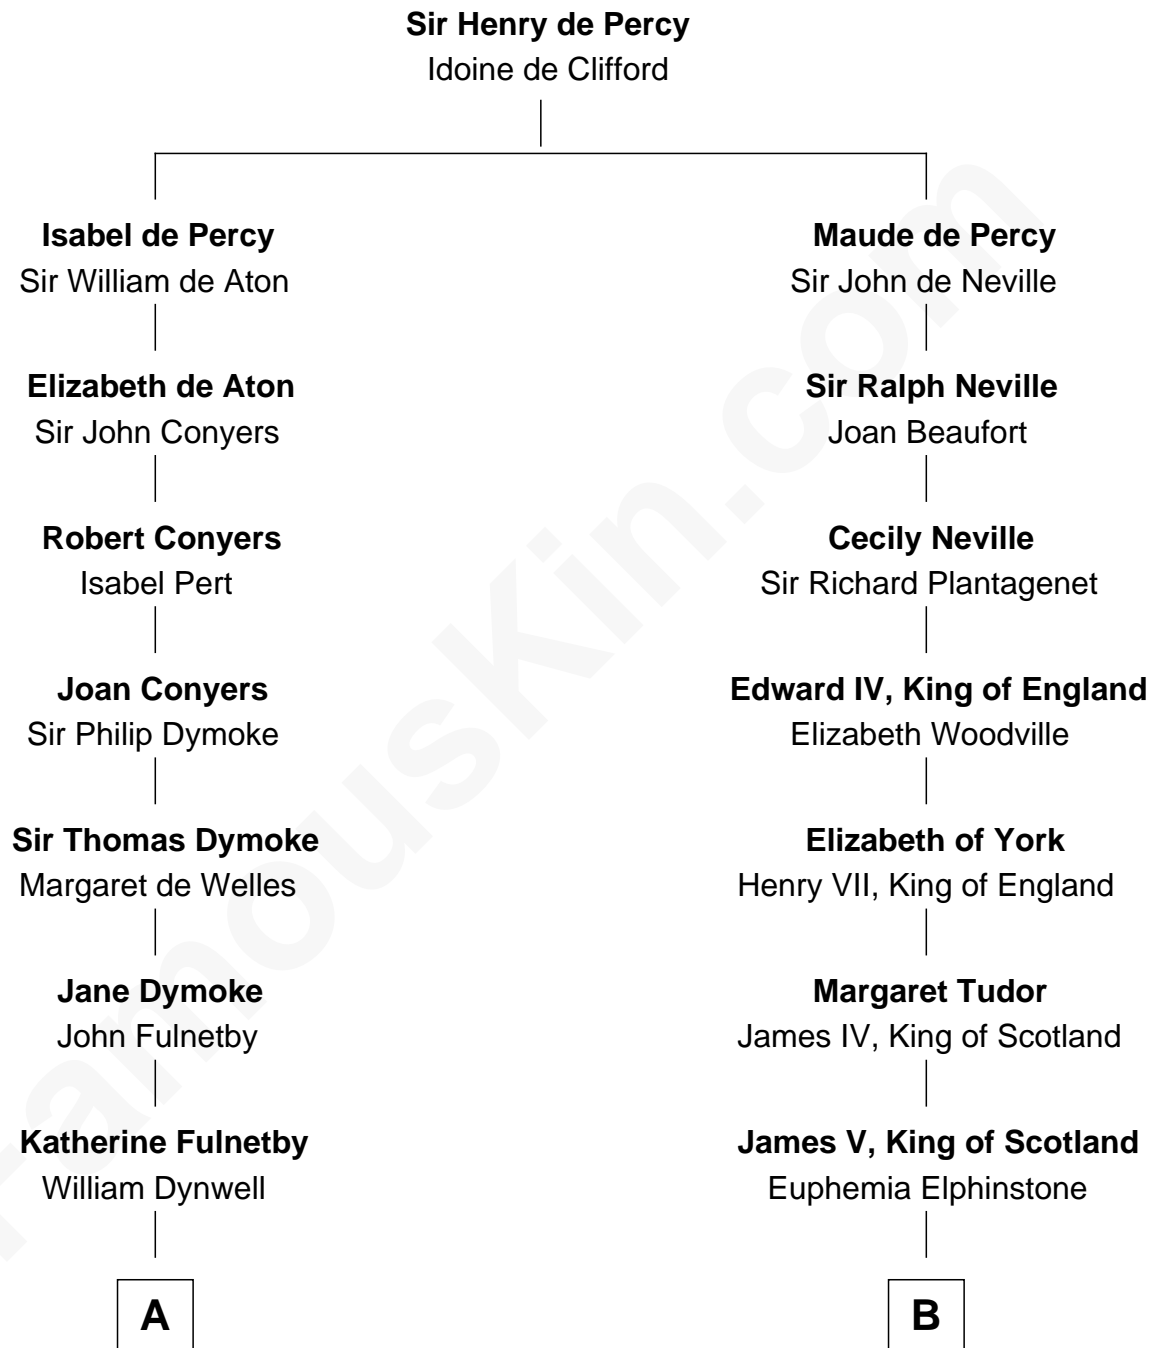 Sir Henry de Percy
Idoine de Clifford
Isabel de Percy
Sir William de Aton
Elizabeth de Aton
Sir John Conyers
Robert Conyers
Isabel Pert
Joan Conyers
Sir Philip Dymoke
Sir Thomas Dymoke
Margaret de Welles
Jane Dymoke
John Fulnetby
Katherine Fulnetby
William Dynwell
A
Maude de Percy
Sir John de Neville
Sir Ralph Neville
Joan Beaufort
Cecily Neville
Sir Richard Plantagenet
Edward IV, King of England
Elizabeth Woodville
Elizabeth of York
Henry VII, King of England
Margaret Tudor
James IV, King of Scotland
James V, King of Scotland
Euphemia Elphinstone
B
FamousKin.com